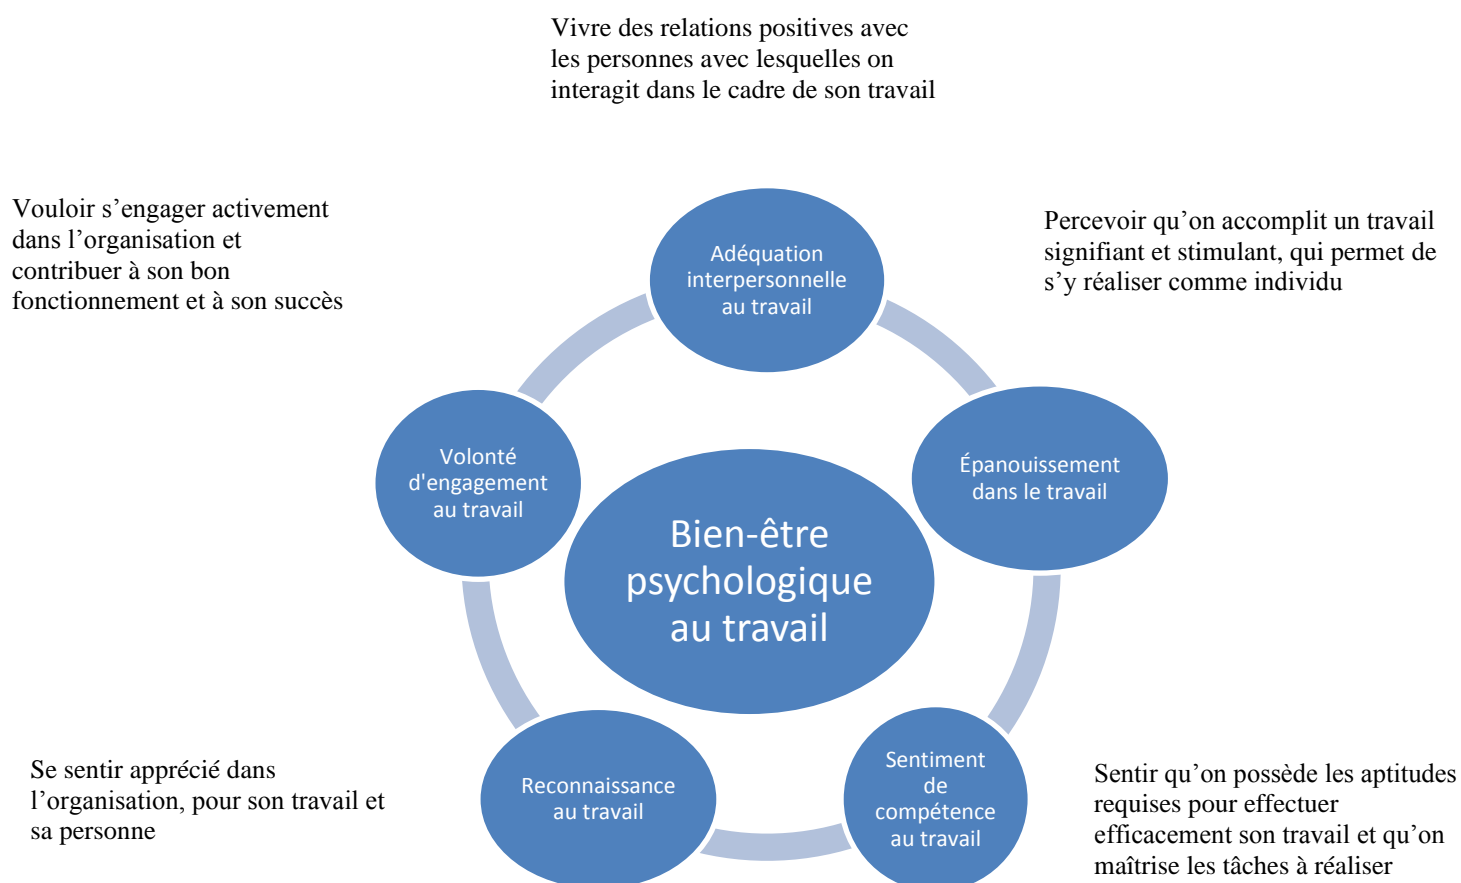 Vivre des relations positives avec
les personnes avec lesquelles on
interagit dans le cadre de son travail
Vouloir s’engager activement
dans l’organisation et
contribuer à son bon
fonctionnement et à son succès
Adéquation
interpersonnelle
au travail
Percevoir qu’on accomplit un travail
signifiant et stimulant, qui permet de
s’y réaliser comme individu
Volonté
d'engagement
au travail
Épanouissement
dans le travail
Bien-être
psychologique
au travail
Se sentir apprécié dans
l’organisation, pour son travail et
sa personne
Reconnaissance
au travail
Sentiment
de
compétence
au travail
Sentir qu’on possède les aptitudes
requises pour effectuer
efficacement son travail et qu’on
maîtrise les tâches à réaliser